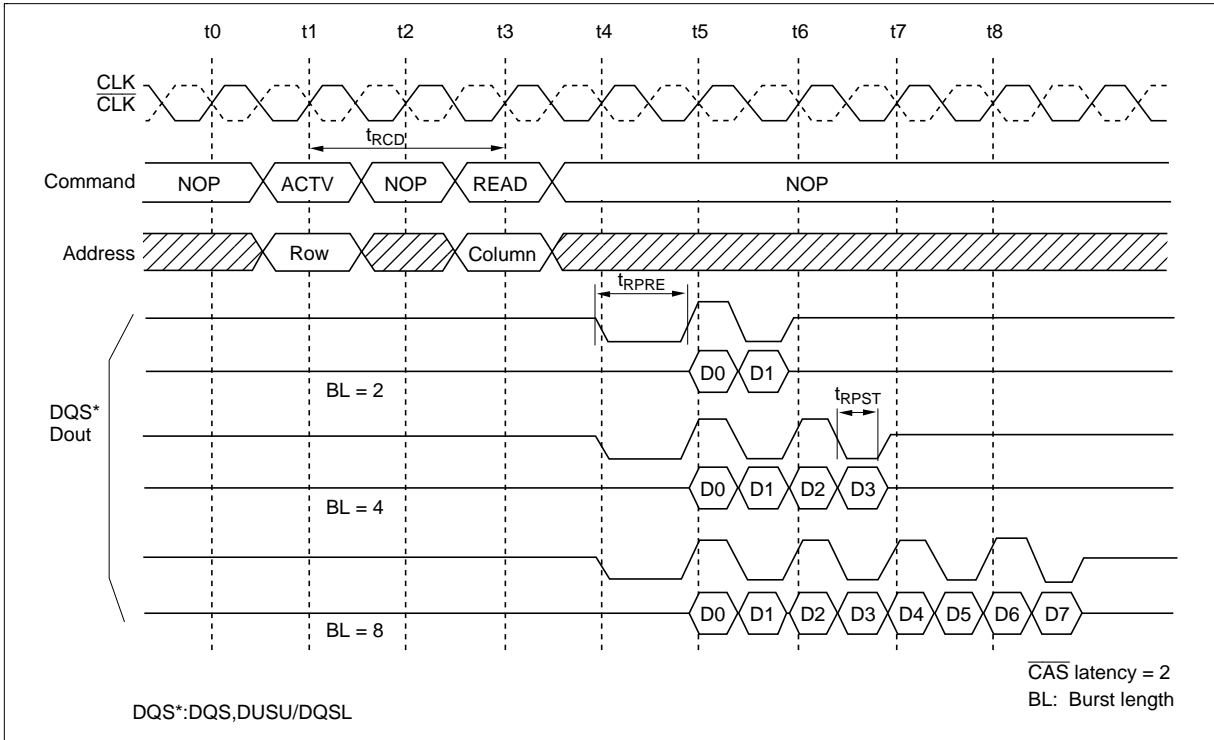 t0 t1 t2 t3 t4 t5 t6 t7 t8
CLK
CLK
tRCD
Command NOP ACTV NOP READ NOP
Address Row Column
tRPRE
D0 D1
BL = 2
tRPST
DQS*
Dout
D0 D1 D2 D3
BL = 4
D0 D1 D2 D3 D4 D5 D6 D7
BL = 8
CAS latency = 2
BL: Burst length
DQS*:DQS,DUSU/DQSL